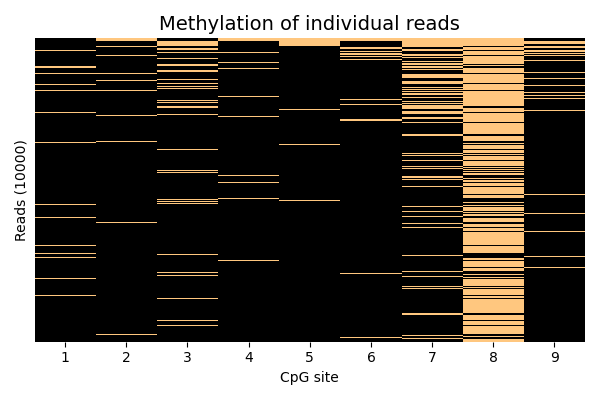 Methylation of individual reads
Reads (10000)
1 2 3 4 5 6 7 8 9
CpG site